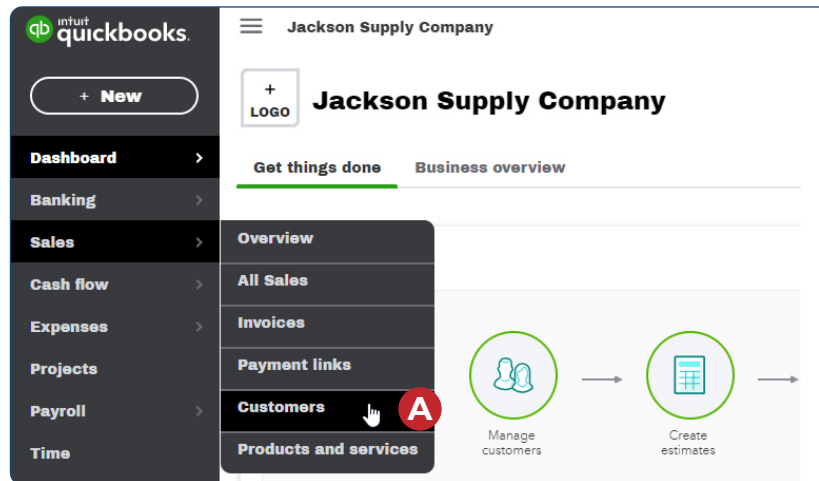 intuit
quickbooks.
Jackson Supply Company
+ New
+
LOGO
Jackson Supply Company
Get things done
Business overview
Dashboard
Banking
Sales
Cash flow
Expenses
Projects
Payroll
Time
Overview
All Sales
Invoices
Payment links
Customers
A
Products and services
Manage
customers
Create
estimates